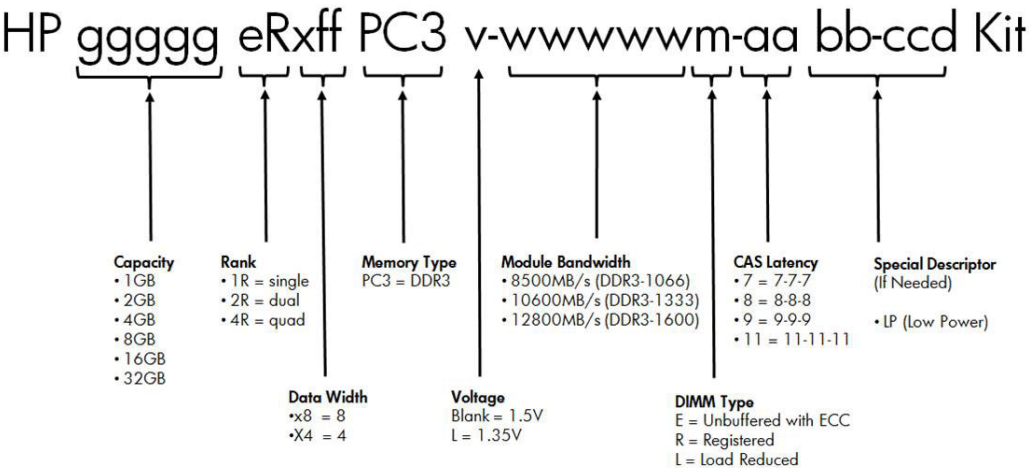 HP ggggg eRxff PC3 v-wwwwwm-aa bb-ccd Kit
Capacity
• 1GB
• 2GB
• 4GB
• 8GB
• 16GB
• 32GB
Rank
• 1R = single
• 2R = dual
• 4R = quad
Data Width
•x8 = 8
•X4 = 4
Memory Type
PC3 = DDR3
Voltage
Blank = 1.5V
L = 1.35V
Module Bandwidth
• 8500MB/s (DDR3-1066)
• 10600MB/s (DDR3-1333)
• 12800MB/s (DDR3-1600)
DIMM Type
E = Unbuffered with ECC
R = Registered
L = Load Reduced
CAS Latency
• 7 = 7-7-7
• 8 = 8-8-8
• 9 = 9-9-9
• 11 = 11-11-11
Special Descriptor
(If Needed)
• LP (Low Power)